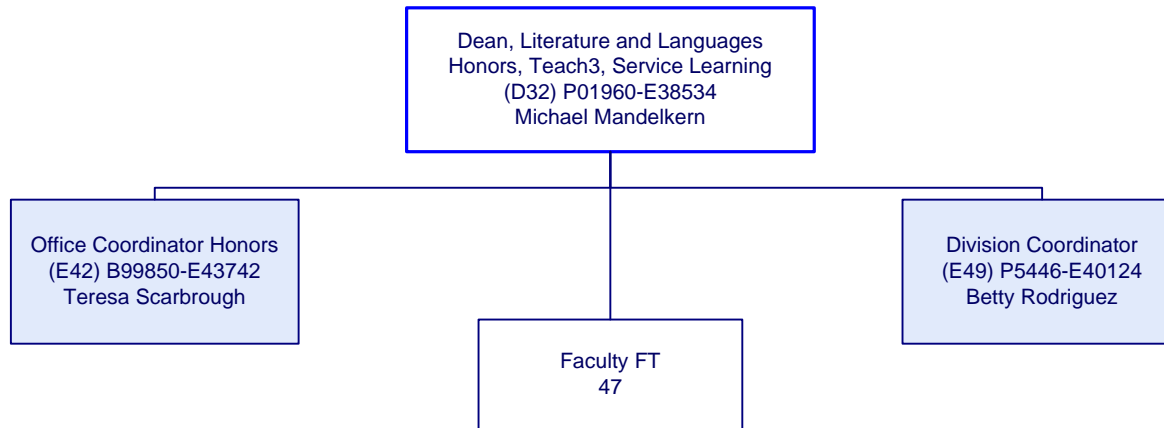 Dean, Literature and Languages
Honors, Teach3, Service Learning
(D32) P01960-E38534
Michael Mandelkern
Office Coordinator Honors
(E42) B99850-E43742
Teresa Scarbrough
Division Coordinator
(E49) P5446-E40124
Betty Rodriguez
Faculty FT
47